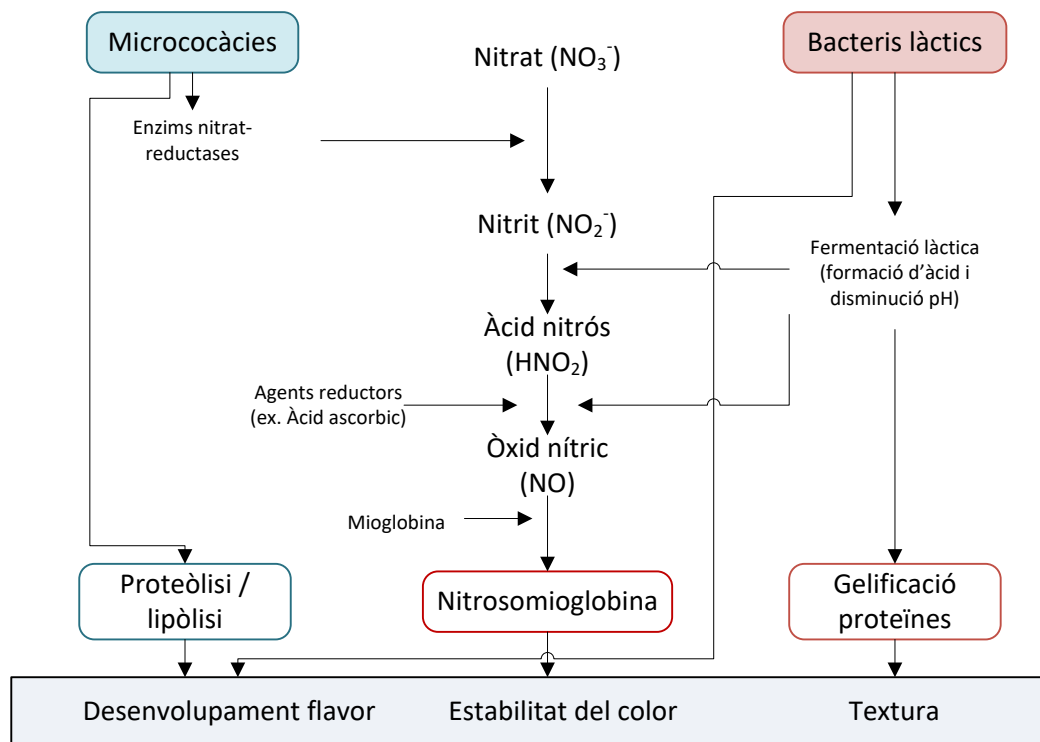 Micrococàcies
Nitrat (NO₃⁻)
Bacteris làctics
Enzims nitrat-
reductases
Nitrit (NO₂⁻)
Fermentació làctica
(formació d'àcid i
disminució pH)
Àcid nitrós
(HNO₂)
Agents reductors
(ex. Àcid ascorbic)
Òxid nítric
(NO)
Mioglobina
Proteòlisi /
lipòlisi
Nitrosomioglobina
Gelificació
proteïnes
Desenvolupament flavor
Estabilitat del color
Textura